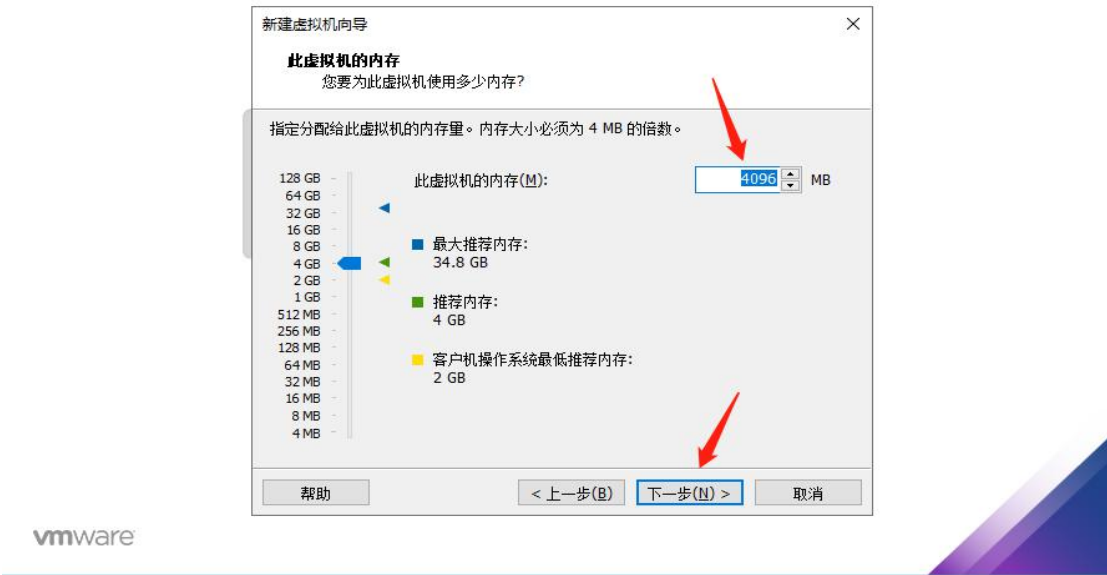 新建虚拟机向导
此虚拟机的内存
您要为此虚拟机使用多少内存?
指定分配给此虚拟机的内存量。内存大小必须为 4 MB 的倍数。
128 GB
64 GB
32 GB
16 GB
8 GB
4 GB
2 GB
1 GB
512 MB
256 MB
128 MB
64 MB
32 MB
16 MB
8 MB
4 MB
此虚拟机的内存(M):
4096 MB
最大推荐内存:
34.8 GB
推荐内存:
4 GB
客户机操作系统最低推荐内存:
2 GB
帮助
< 上一步(B)
下一步(N) >
取消
vmware